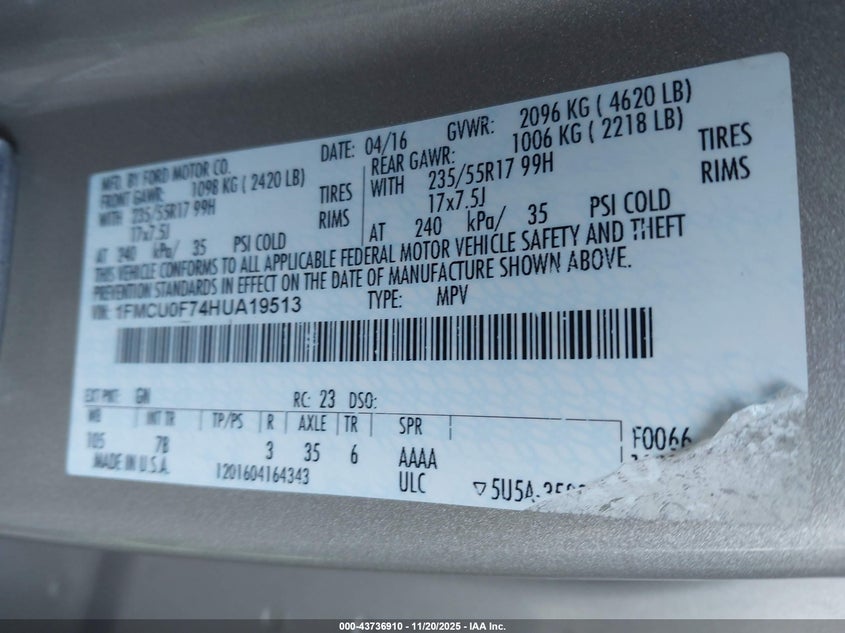 MFD. BY FORD MOTOR CO.
DATE: 04/16 GVWR: 2096 KG ( 4620 LB)
FRONT GAWR: 1098 KG ( 2420 LB)
REAR GAWR: 1006 KG ( 2218 LB)
WITH 235/55R17 99H TIRES
WITH 235/55R17 99H TIRES
17x7.5J RIMS
17x7.5J RIMS
AT 240 kPa/ 35 PSI COLD
AT 240 kPa/ 35 PSI COLD
THIS VEHICLE CONFORMS TO ALL APPLICABLE FEDERAL MOTOR VEHICLE SAFETY AND THEFT
PREVENTION STANDARDS IN EFFECT ON THE DATE OF MANUFACTURE SHOWN ABOVE.
VIN: 1FMCU0F74HUA19513 TYPE: MPV
EXT PNT: GN RC: 23 DSO:
WB INT TR TP/PS R AXLE TR SPR
105 7B 3 35 6 AAAA F0066
MADE IN U.S.A. 1201604164343 ULC ▽5U5A-
000-43736910 - 11/20/2025 - IAA Inc.